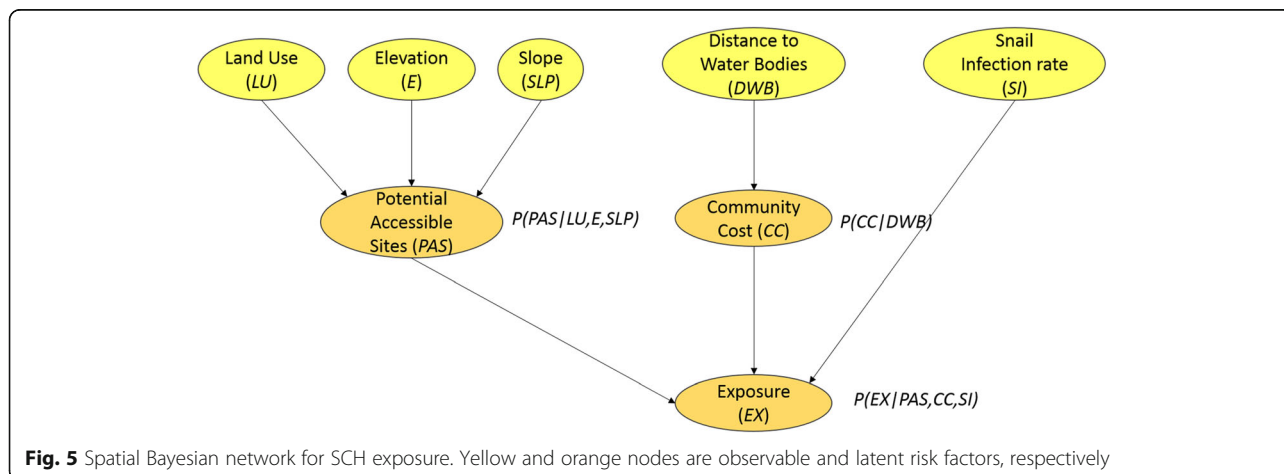 Land Use
(LU)
Elevation
(E)
Slope
(SLP)
Distance to
Water Bodies
(DWB)
Snail
Infection rate
(SI)
Potential
Accessible
Sites (PAS)
P(PAS|LU,E,SLP)
Community
Cost (CC)
P(CC|DWB)
Exposure
(EX)
P(EX|PAS,CC,SI)
Fig. 5 Spatial Bayesian network for SCH exposure. Yellow and orange nodes are observable and latent risk factors, respectively